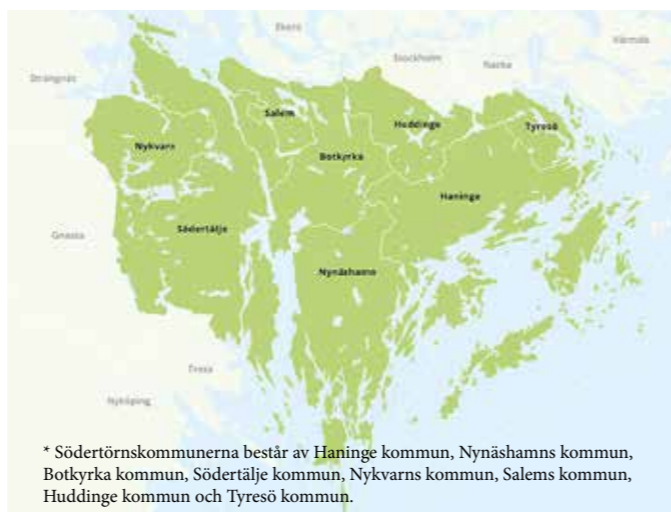 Ekerö
Värmdö
Stockholm
Nacka
Strängnäs
Salem
Huddinge
Tyresö
Nykvarn
Botkyrka
Haninge
Södertälje
Gnesta
Nynäshamn
Trosa
Nyköping
* Södertörnskommunerna består av Haninge kommun, Nynäshamns kommun,
Botkyrka kommun, Södertälje kommun, Nykvarns kommun, Salems kommun,
Huddinge kommun och Tyresö kommun.